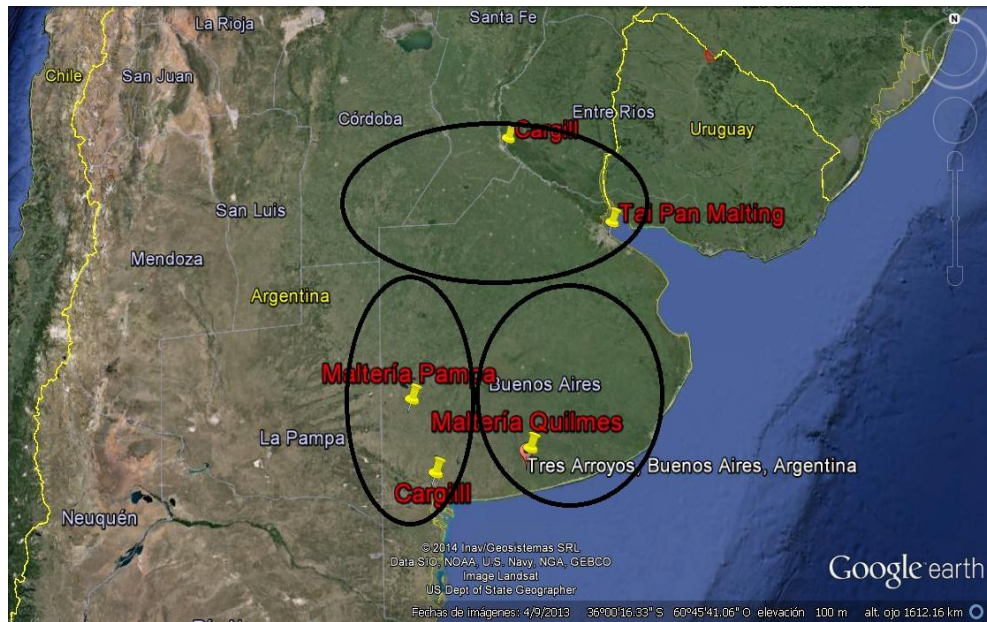 La Rioja
Santa Fe
Chile
San Juan
Córdoba
Entre Ríos
Cargill
Uruguay
San Luis
Tai Pan Malting
Mendoza
Argentina
Maltería Pampa
Buenos Aires
Maltería Quilmes
La Pampa
Tres Arroyos, Buenos Aires, Argentina
Cargill
Neuquén
© 2014 Inav/Geosistemas SRL
Data SIO, NOAA, U.S. Navy, NGA, GEBCO
Image Landsat
US Dept of State Geographer
Google earth
Fechas de imágenes: 4/9/2013 36°00'16.33" S 60°45'41.06" O elevación 100 m alt. ojo 1612.16 km
N